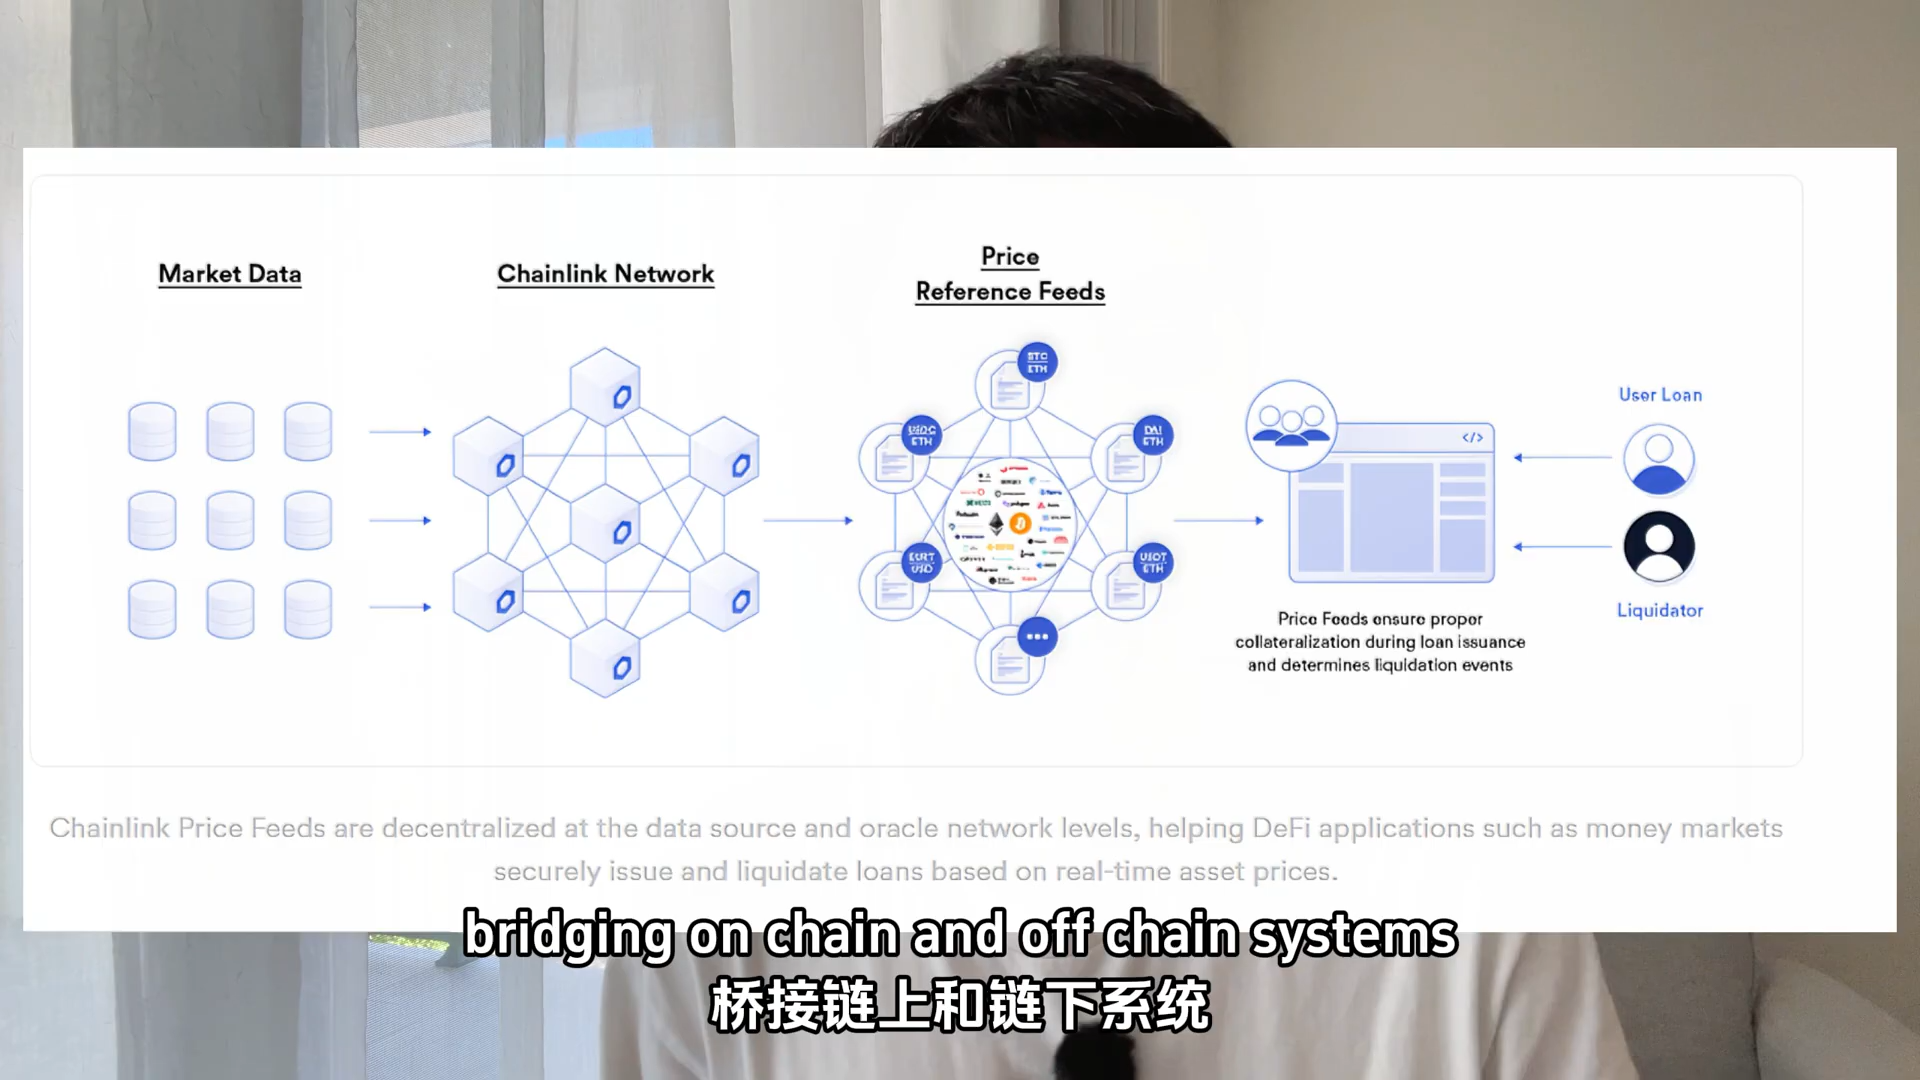 Market Data
Chainlink Network
Price
Reference Feeds
BTC
ETH
USDC
ETH
DAI
ETH
USD
USDT
ETH
</>
User Loan
Liquidator
Price Feeds ensure proper
collateralization during loan issuance
and determines liquidation events
Chainlink Price Feeds are decentralized at the data source and oracle network levels, helping DeFi applications such as money markets
securely issue and liquidate loans based on real-time asset prices.
bridging on chain and off chain systems
桥接链上和链下系统